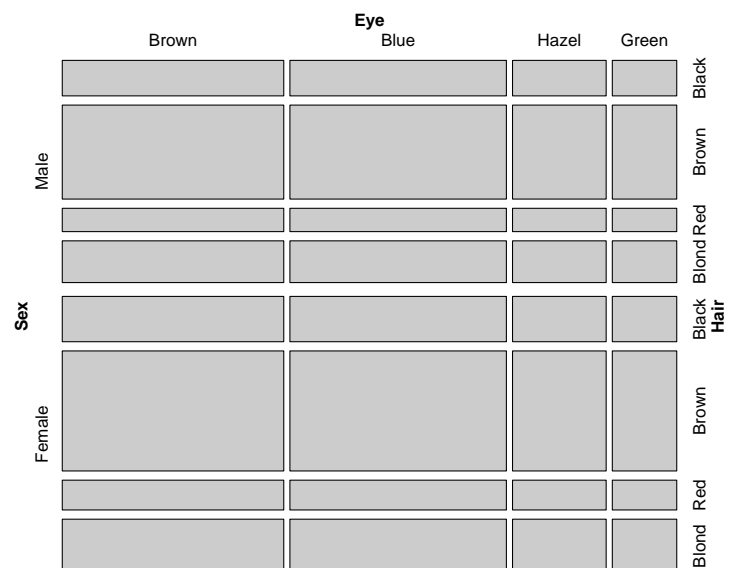 Eye
Brown Blue Hazel Green
Sex
Male
Female
Black
Brown
Red
Blond
Black
Brown
Red
Blond
Hair